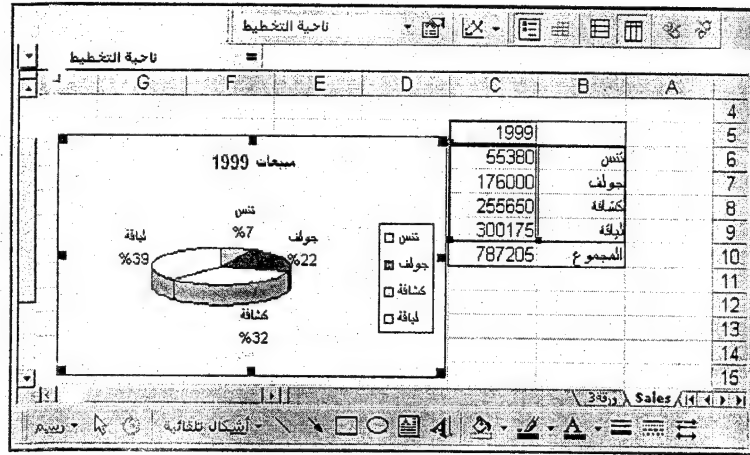 ناحية التخطيط
ناحية التخطيط =
A B C D E F G
4
5 1999
6 تنس 55380
7 جولف 176000
8 كشافة 255650
9 لياقة 300175
10 المجموع 787205
11
12
13
14
15
مبيعات 1999
تنس
%7
جولف
%22
لياقة
%39
كشافة
%32
تنس
جولف
كشافة
لياقة
Sales ورقة3
رسم أشكال تلقائية